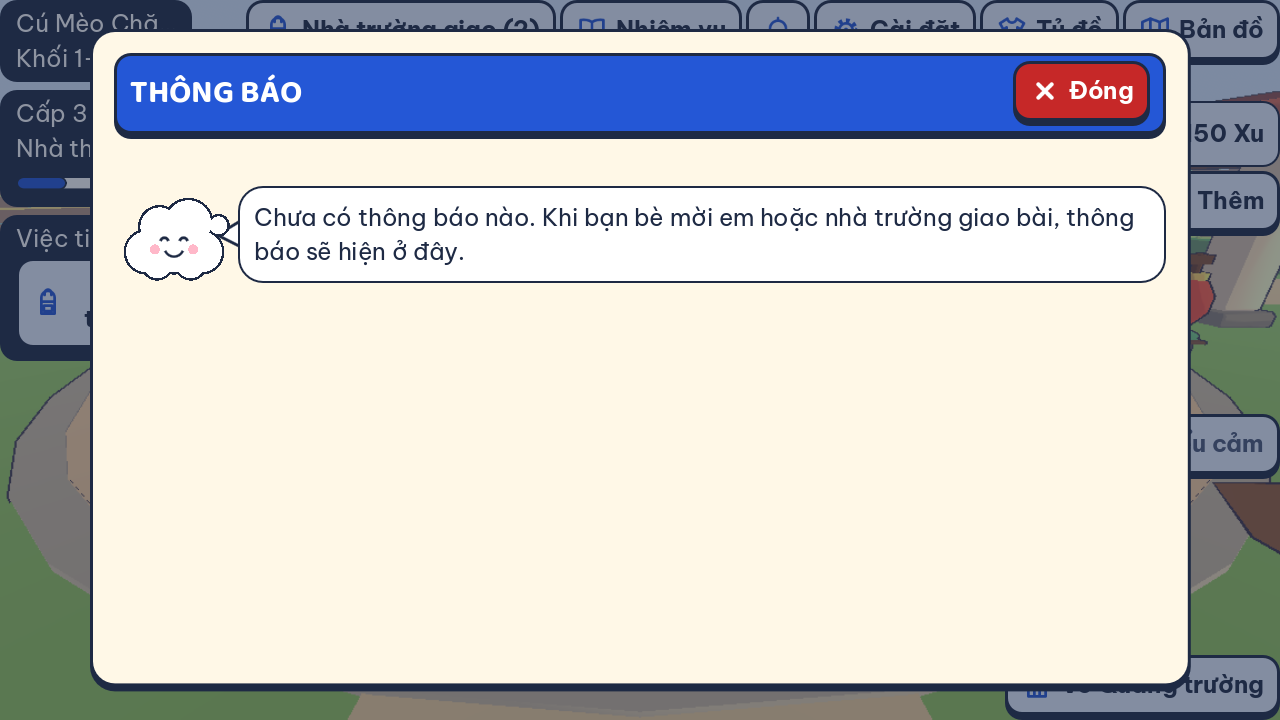 Cú Mèo Chă
Khối 1-
Nhà trường giao (2)
Nhiệm vụ
Cài đặt
Tủ đồ
Bản đồ
THÔNG BÁO
Đóng
Cấp 3
Nhà th
50 Xu
Thêm
Việc ti
Chưa có thông báo nào. Khi bạn bè mời em hoặc nhà trường giao bài, thông
báo sẽ hiện ở đây.
cảm
trường